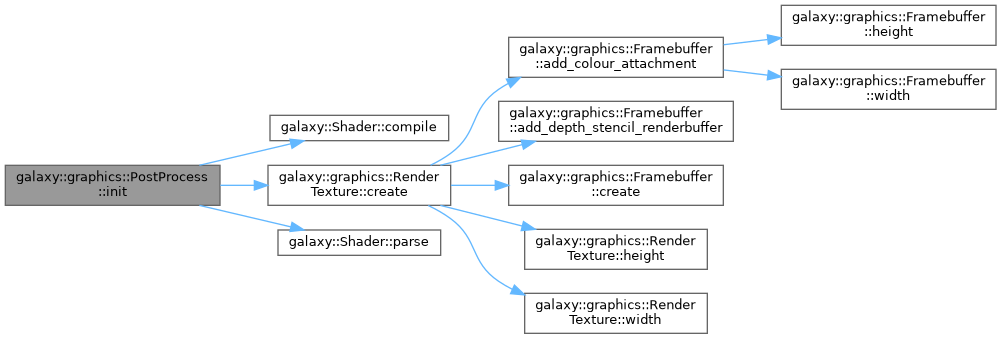 galaxy::graphics::PostProcess
::init
galaxy::Shader::compile
galaxy::graphics::Render
Texture::create
galaxy::Shader::parse
galaxy::graphics::Framebuffer
::add_colour_attachment
galaxy::graphics::Framebuffer
::add_depth_stencil_renderbuffer
galaxy::graphics::Framebuffer
::create
galaxy::graphics::Render
Texture::height
galaxy::graphics::Render
Texture::width
galaxy::graphics::Framebuffer
::height
galaxy::graphics::Framebuffer
::width